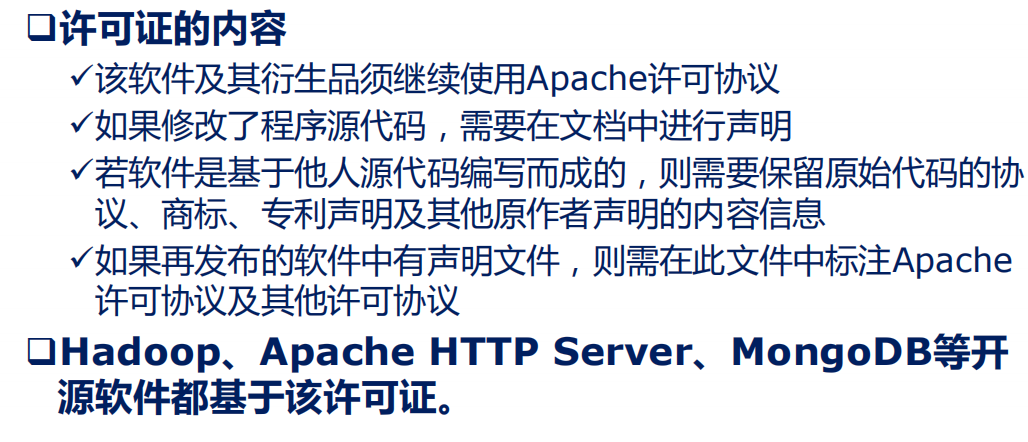 ❑许可证的内容
✓该软件及其衍生品须继续使用Apache许可协议
✓如果修改了程序源代码，需要在文档中进行声明
✓若软件是基于他人源代码编写而成的，则需要保留原始代码的协
议、商标、专利声明及其他原作者声明的内容信息
✓如果再发布的软件中有声明文件，则需在此文件中标注Apache
许可协议及其他许可协议
❑Hadoop、Apache HTTP Server、MongoDB等开
源软件都基于该许可证。